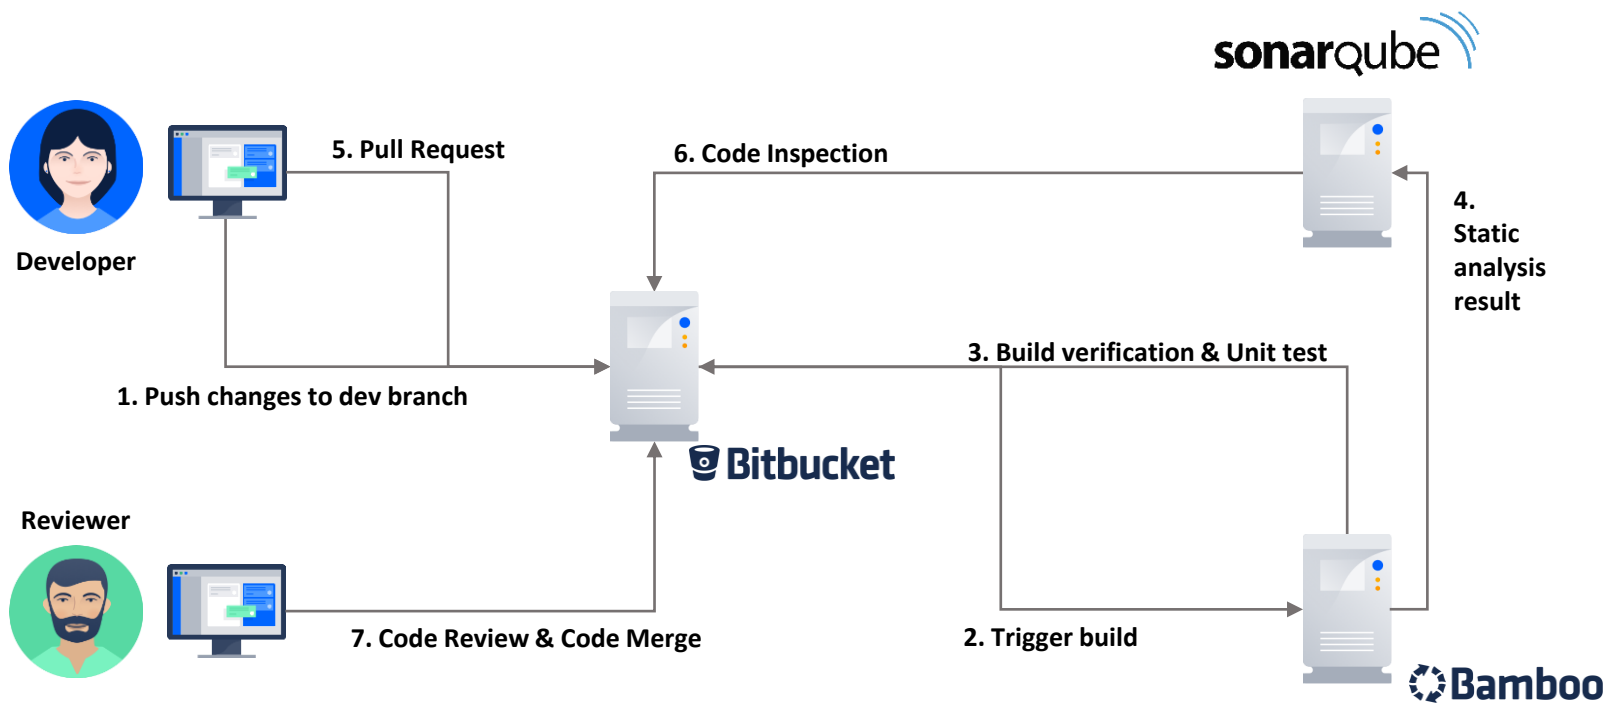 sonarqube
5. Pull Request
6. Code Inspection
4.
Static
analysis
result
Developer
3. Build verification & Unit test
1. Push changes to dev branch
Bitbucket
Reviewer
7. Code Review & Code Merge
2. Trigger build
Bamboo